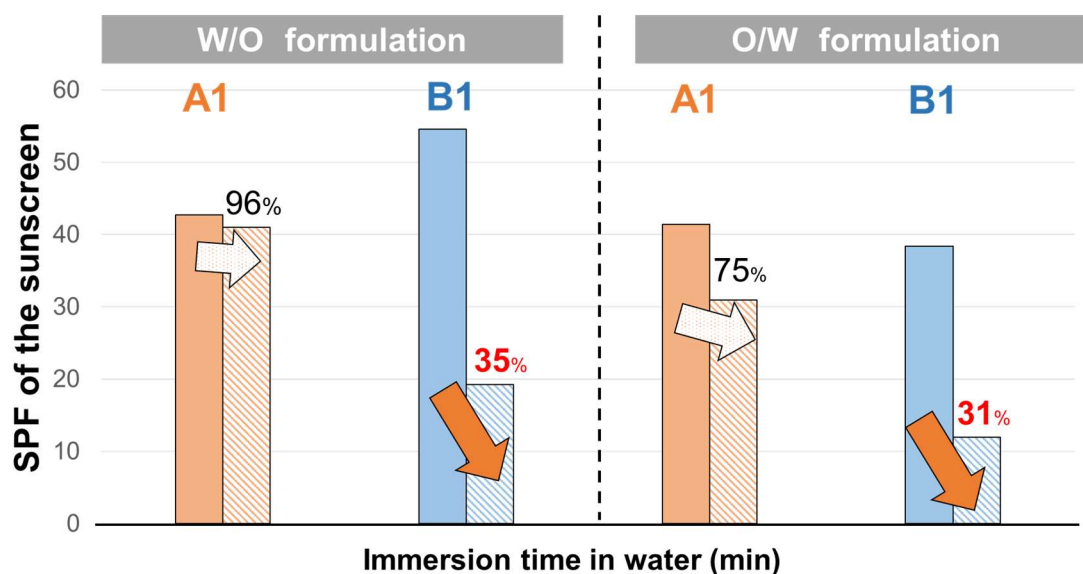 W/O formulation
O/W formulation
A1
B1
A1
B1
SPF of the sunscreen
60
50
40
30
20
10
0
96%
35%
75%
31%
Immersion time in water (min)